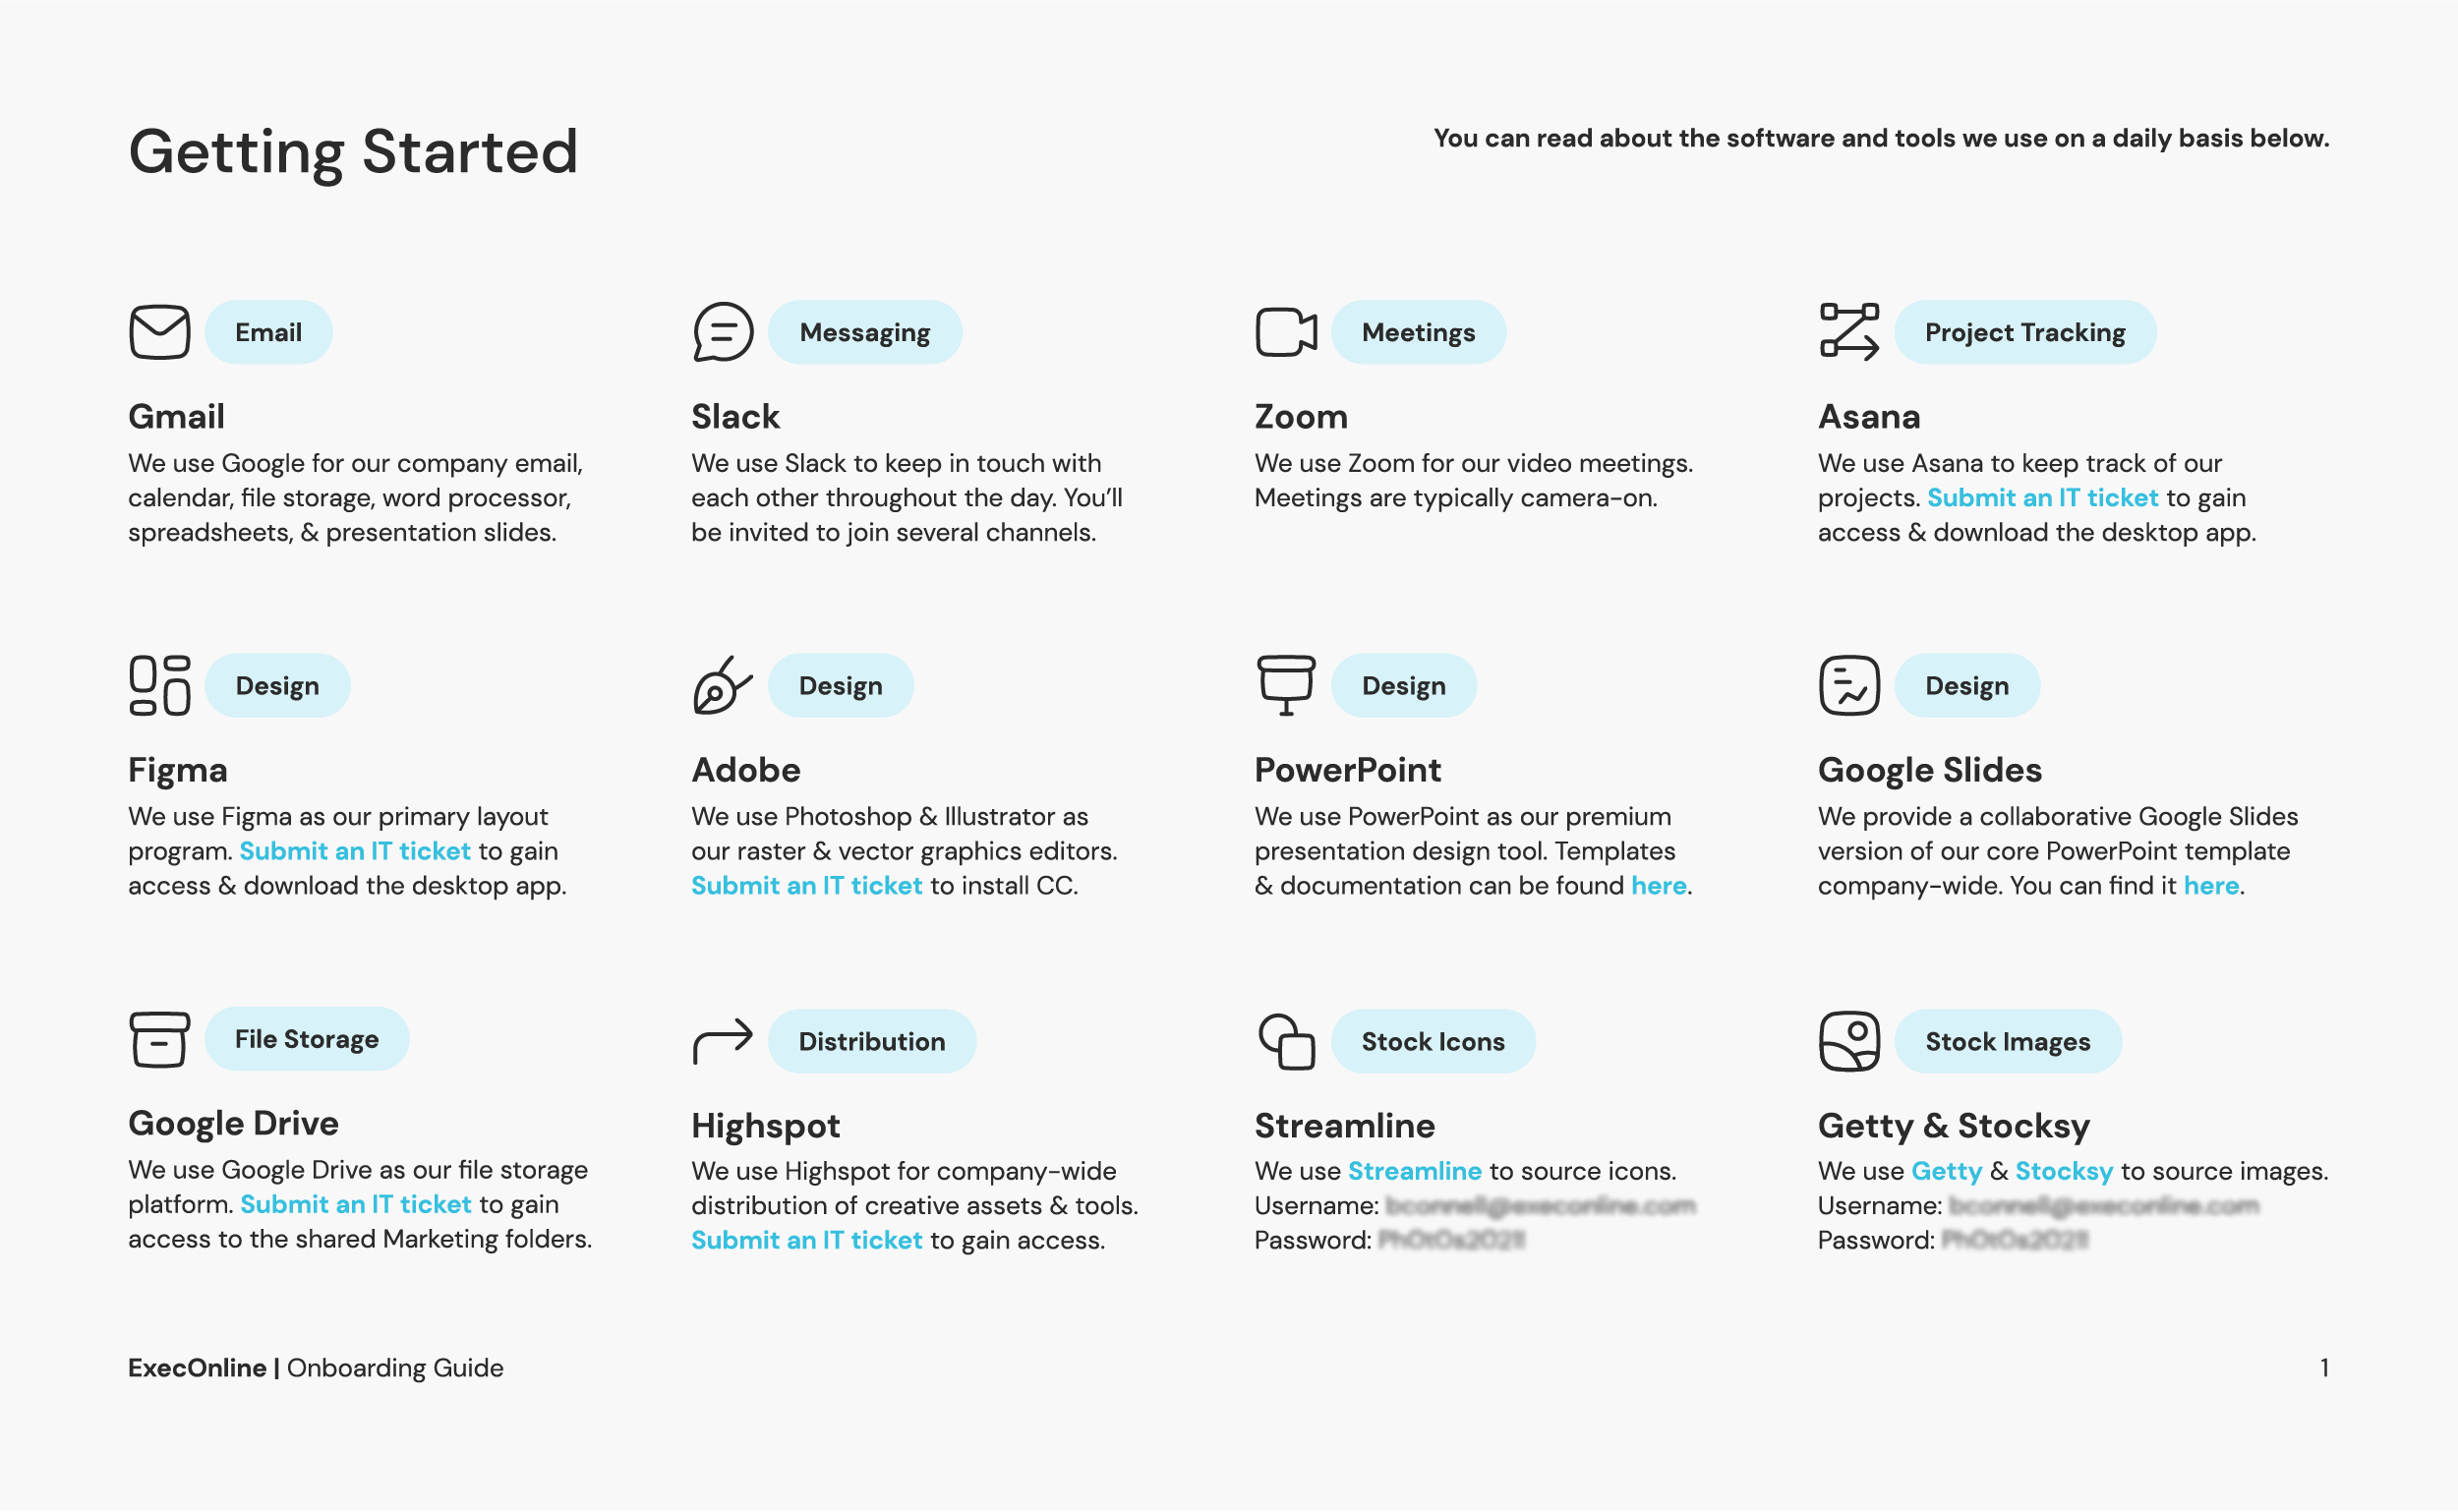 Getting Started
You can read about the software and tools we use on a daily basis below.
Email
Gmail
We use Google for our company email,
calendar, file storage, word processor,
spreadsheets, & presentation slides.
Messaging
Slack
We use Slack to keep in touch with
each other throughout the day. You’ll
be invited to join several channels.
Meetings
Zoom
We use Zoom for our video meetings.
Meetings are typically camera-on.
Project Tracking
Asana
We use Asana to keep track of our
projects. Submit an IT ticket to gain
access & download the desktop app.
Design
Figma
We use Figma as our primary layout
program. Submit an IT ticket to gain
access & download the desktop app.
Design
Adobe
We use Photoshop & Illustrator as
our raster & vector graphics editors.
Submit an IT ticket to install CC.
Design
PowerPoint
We use PowerPoint as our premium
presentation design tool. Templates
& documentation can be found here.
Design
Google Slides
We provide a collaborative Google Slides
version of our core PowerPoint template
company-wide. You can find it here.
File Storage
Google Drive
We use Google Drive as our file storage
platform. Submit an IT ticket to gain
access to the shared Marketing folders.
Distribution
Highspot
We use Highspot for company-wide
distribution of creative assets & tools.
Submit an IT ticket to gain access.
Stock Icons
Streamline
We use Streamline to source icons.
Username:
Password:
Stock Images
Getty & Stocksy
We use Getty & Stocksy to source images.
Username:
Password:
ExecOnline | Onboarding Guide
1